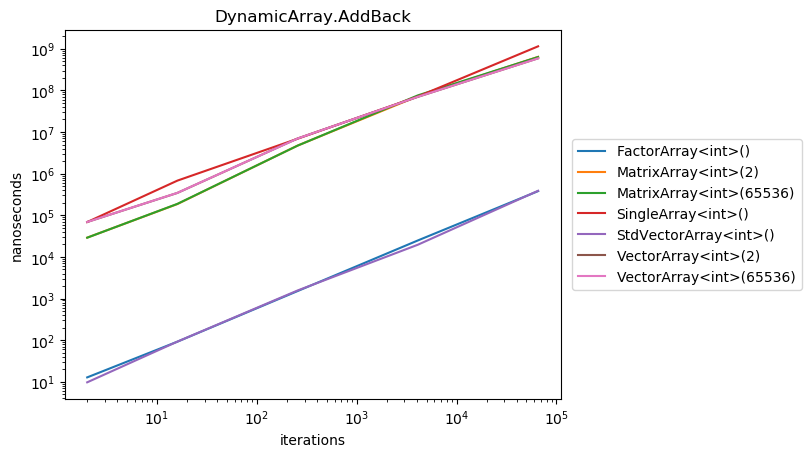 DynamicArray.AddBack
10⁹
10⁸
10⁷
10⁶
10⁵
10⁴
10³
10²
10¹
nanoseconds
10¹ 10² 10³ 10⁴ 10⁵
iterations
FactorArray<int>()
MatrixArray<int>(2)
MatrixArray<int>(65536)
SingleArray<int>()
StdVectorArray<int>()
VectorArray<int>(2)
VectorArray<int>(65536)